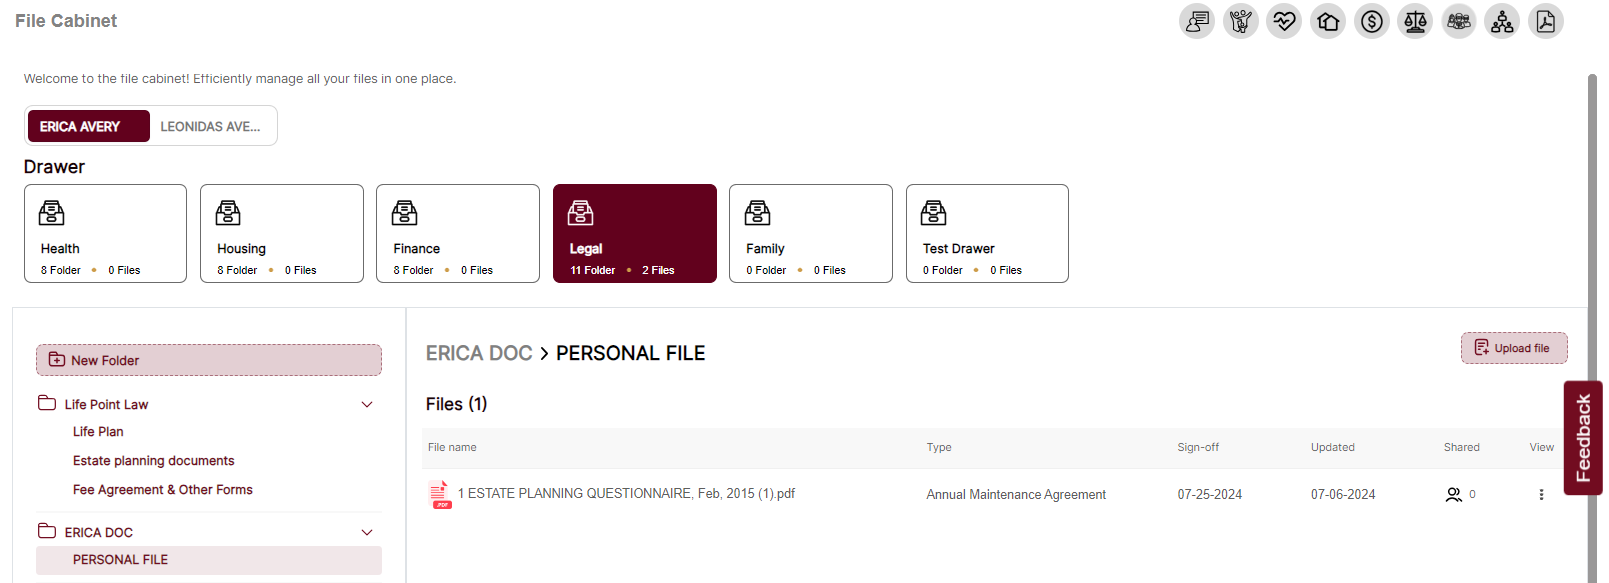 File Cabinet
Welcome to the file cabinet! Efficiently manage all your files in one place.
ERICA AVERY
LEONIDAS AVE...
Drawer
Health
8 Folder • 0 Files
Housing
8 Folder • 0 Files
Finance
8 Folder • 0 Files
Legal
11 Folder • 2 Files
Family
0 Folder • 0 Files
Test Drawer
0 Folder • 0 Files
New Folder
Life Point Law
Life Plan
Estate planning documents
Fee Agreement & Other Forms
ERICA DOC
PERSONAL FILE
ERICA DOC > PERSONAL FILE
Upload file
Files (1)
File name Type Sign-off Updated Shared View
PDF 1 ESTATE PLANNING QUESTIONNAIRE, Feb, 2015 (1).pdf Annual Maintenance Agreement 07-25-2024 07-06-2024 0
Feedback